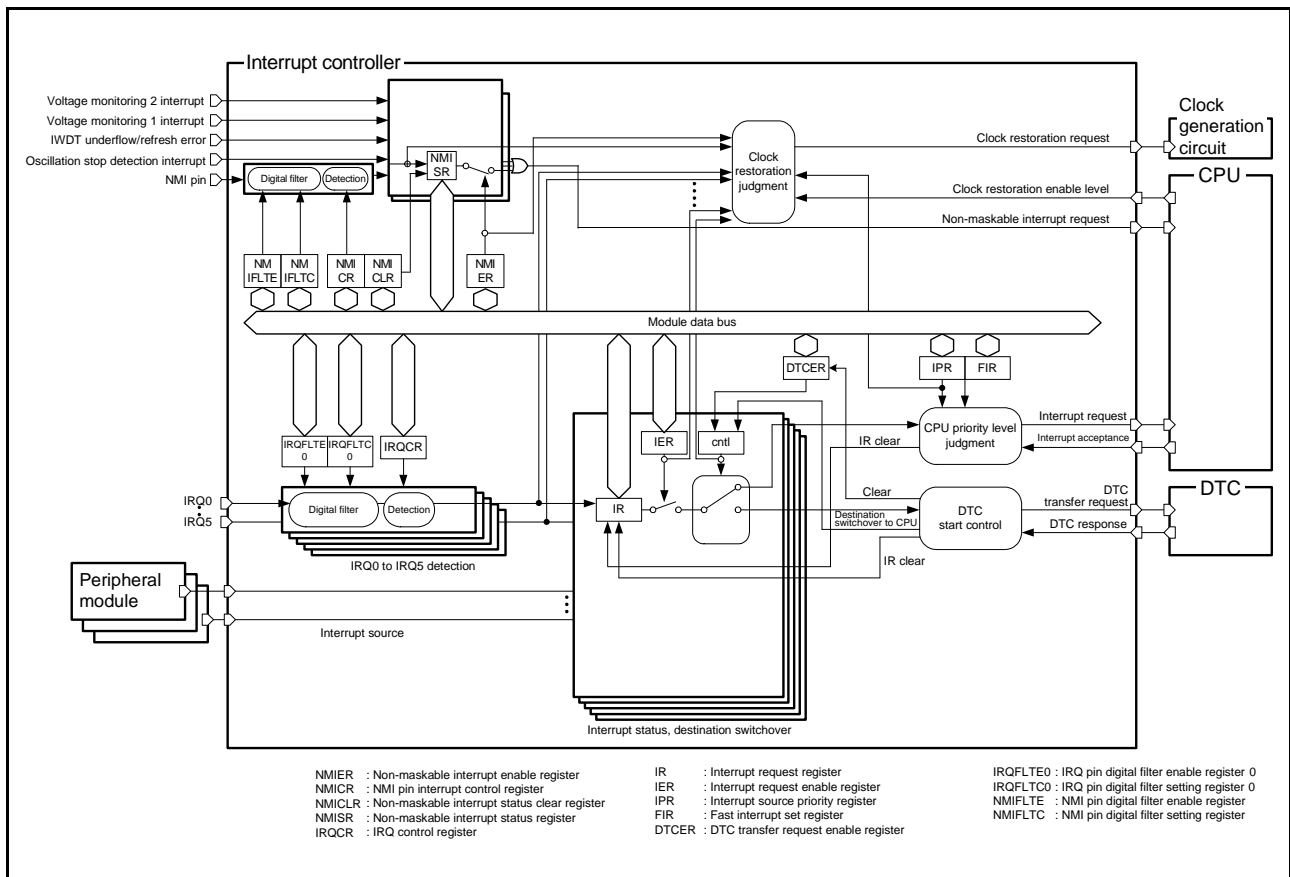 Interrupt controller
Voltage monitoring 2 interrupt
Voltage monitoring 1 interrupt
IWDT underflow/refresh error
Oscillation stop detection interrupt
NMI pin
Digital filter
Detection
NMI
SR
Clock
restoration
judgment
Clock restoration request
Clock
generation
circuit
Clock restoration enable level
CPU
Non-maskable interrupt request
NM
IFLTE
NM
IFLTC
NMI
CR
NMI
CLR
NMI
ER
Module data bus
DTCER
IPR
FIR
IRQFLTE
0
IRQFLTC
0
IRQCR
IER
cntl
CPU priority level
judgment
Interrupt request
Interrupt acceptance
IR clear
IRQ0
IRQ5
Digital filter
Detection
IR
Clear
Destination
switchover to CPU
DTC
start control
DTC
transfer request
DTC response
DTC
IR clear
IRQ0 to IRQ5 detection
Peripheral
module
Interrupt source
Interrupt status, destination switchover
NMIER : Non-maskable interrupt enable register
NMICR : NMI pin interrupt control register
NMICLR : Non-maskable interrupt status clear register
NMISR : Non-maskable interrupt status register
IRQCR : IRQ control register
IR : Interrupt request register
IER : Interrupt request enable register
IPR : Interrupt source priority register
FIR : Fast interrupt set register
DTCER : DTC transfer request enable register
IRQFLTE0 : IRQ pin digital filter enable register 0
IRQFLTC0 : IRQ pin digital filter setting register 0
NMIFLTE : NMI pin digital filter enable register
NMIFLTC : NMI pin digital filter setting register